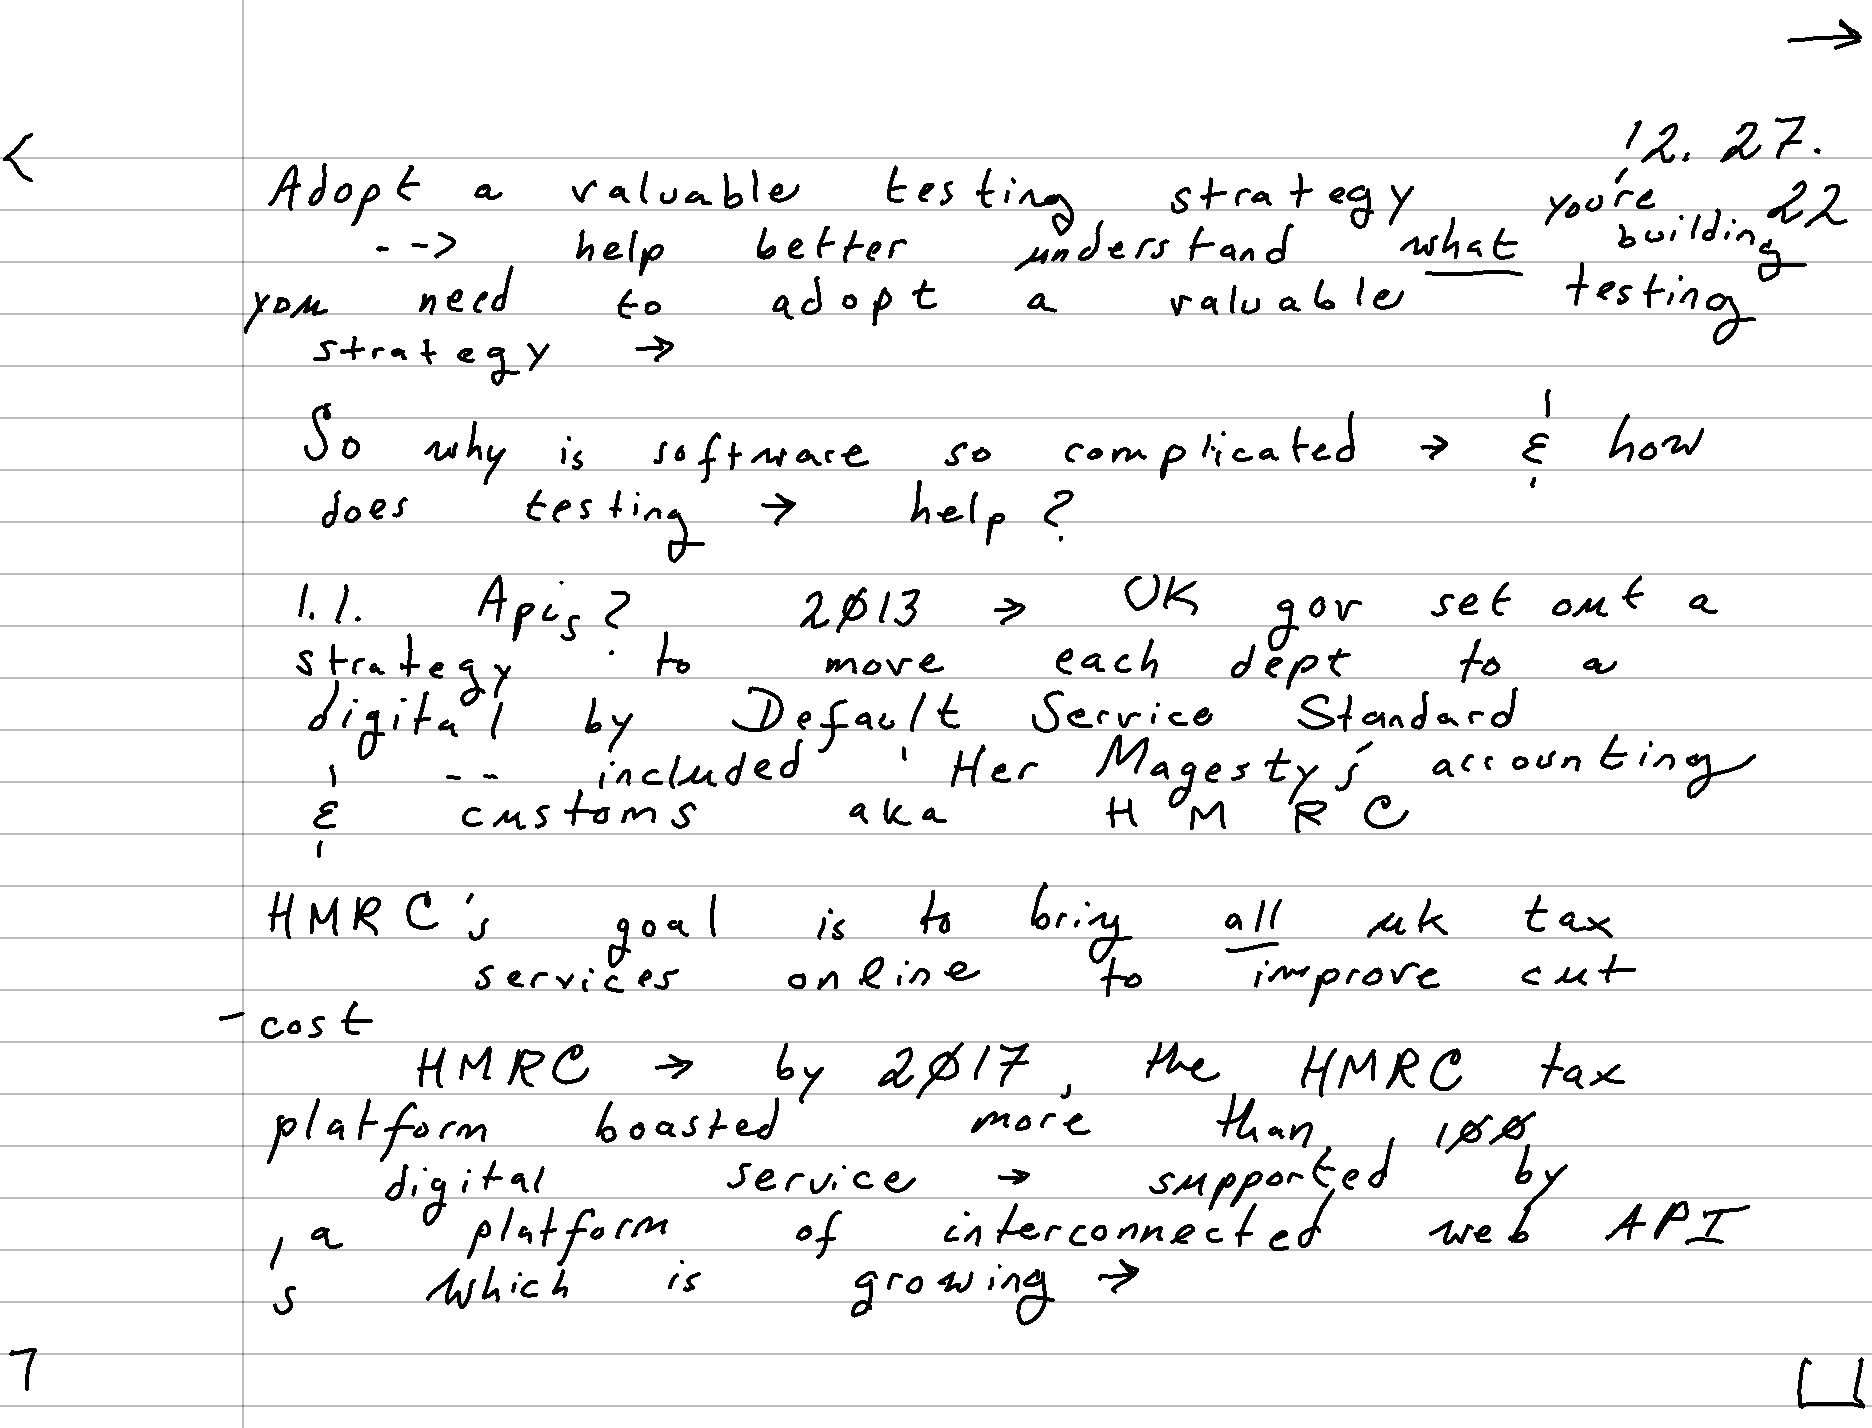 →
<
12. 27.
Adopt a valuable testing strategy you're 22
--> help better understand what building
you need to adopt a valuable testing
strategy →
So why is software so complicated → & how
does testing → help?
1.1. Apis? 2013 → UK gov set out a
strategy to move each dept to a
digital by Default Service Standard
-- included 'Her Magesty's accounting
& customs aka HMRC
HMRC's goal is to bring all uk tax
services online to improve cut
- cost
HMRC → by 2017, the HMRC tax
platform boasted more than 100
digital service → supported by
, a platform of interconnected web API
's which is growing →